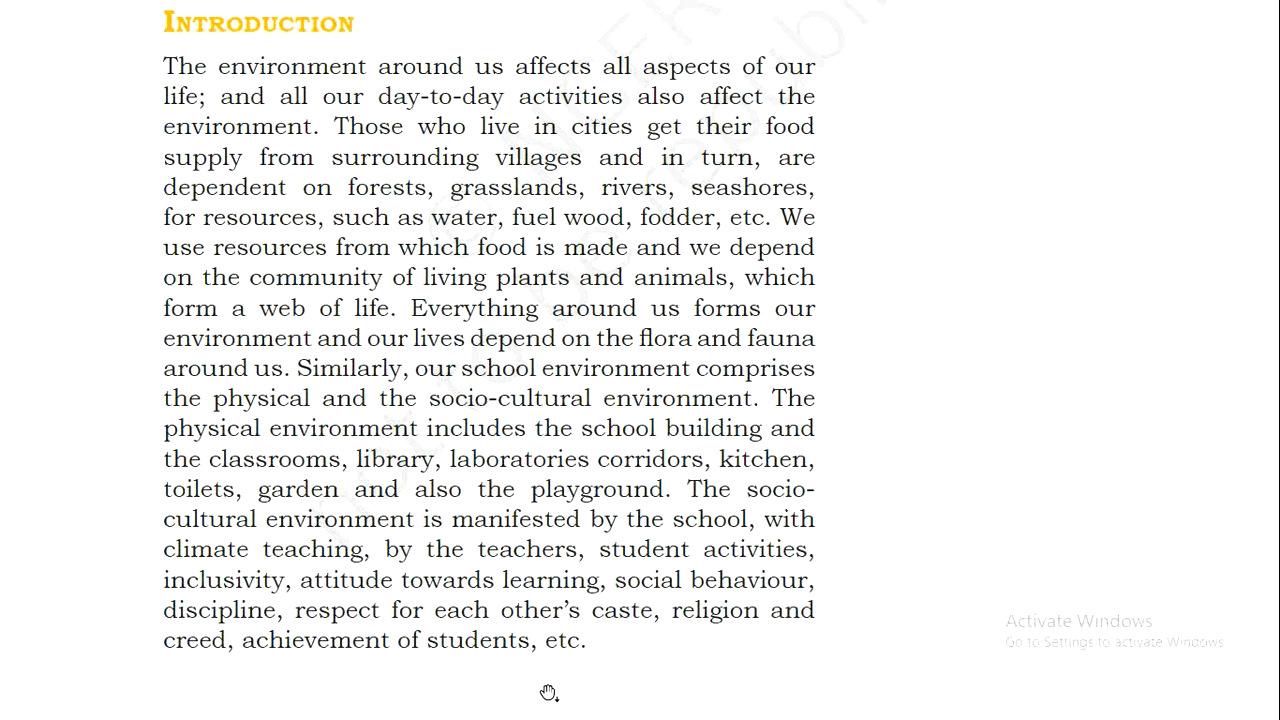 INTRODUCTION
The environment around us affects all aspects of our
life; and all our day-to-day activities also affect the
environment. Those who live in cities get their food
supply from surrounding villages and in turn, are
dependent on forests, grasslands, rivers, seashores,
for resources, such as water, fuel wood, fodder, etc. We
use resources from which food is made and we depend
on the community of living plants and animals, which
form a web of life. Everything around us forms our
environment and our lives depend on the flora and fauna
around us. Similarly, our school environment comprises
the physical and the socio-cultural environment. The
physical environment includes the school building and
the classrooms, library, laboratories corridors, kitchen,
toilets, garden and also the playground. The socio-
cultural environment is manifested by the school, with
climate teaching, by the teachers, student activities,
inclusivity, attitude towards learning, social behaviour,
discipline, respect for each other's caste, religion and
creed, achievement of students, etc.
Activate Windows
Go to Settings to activate Windows